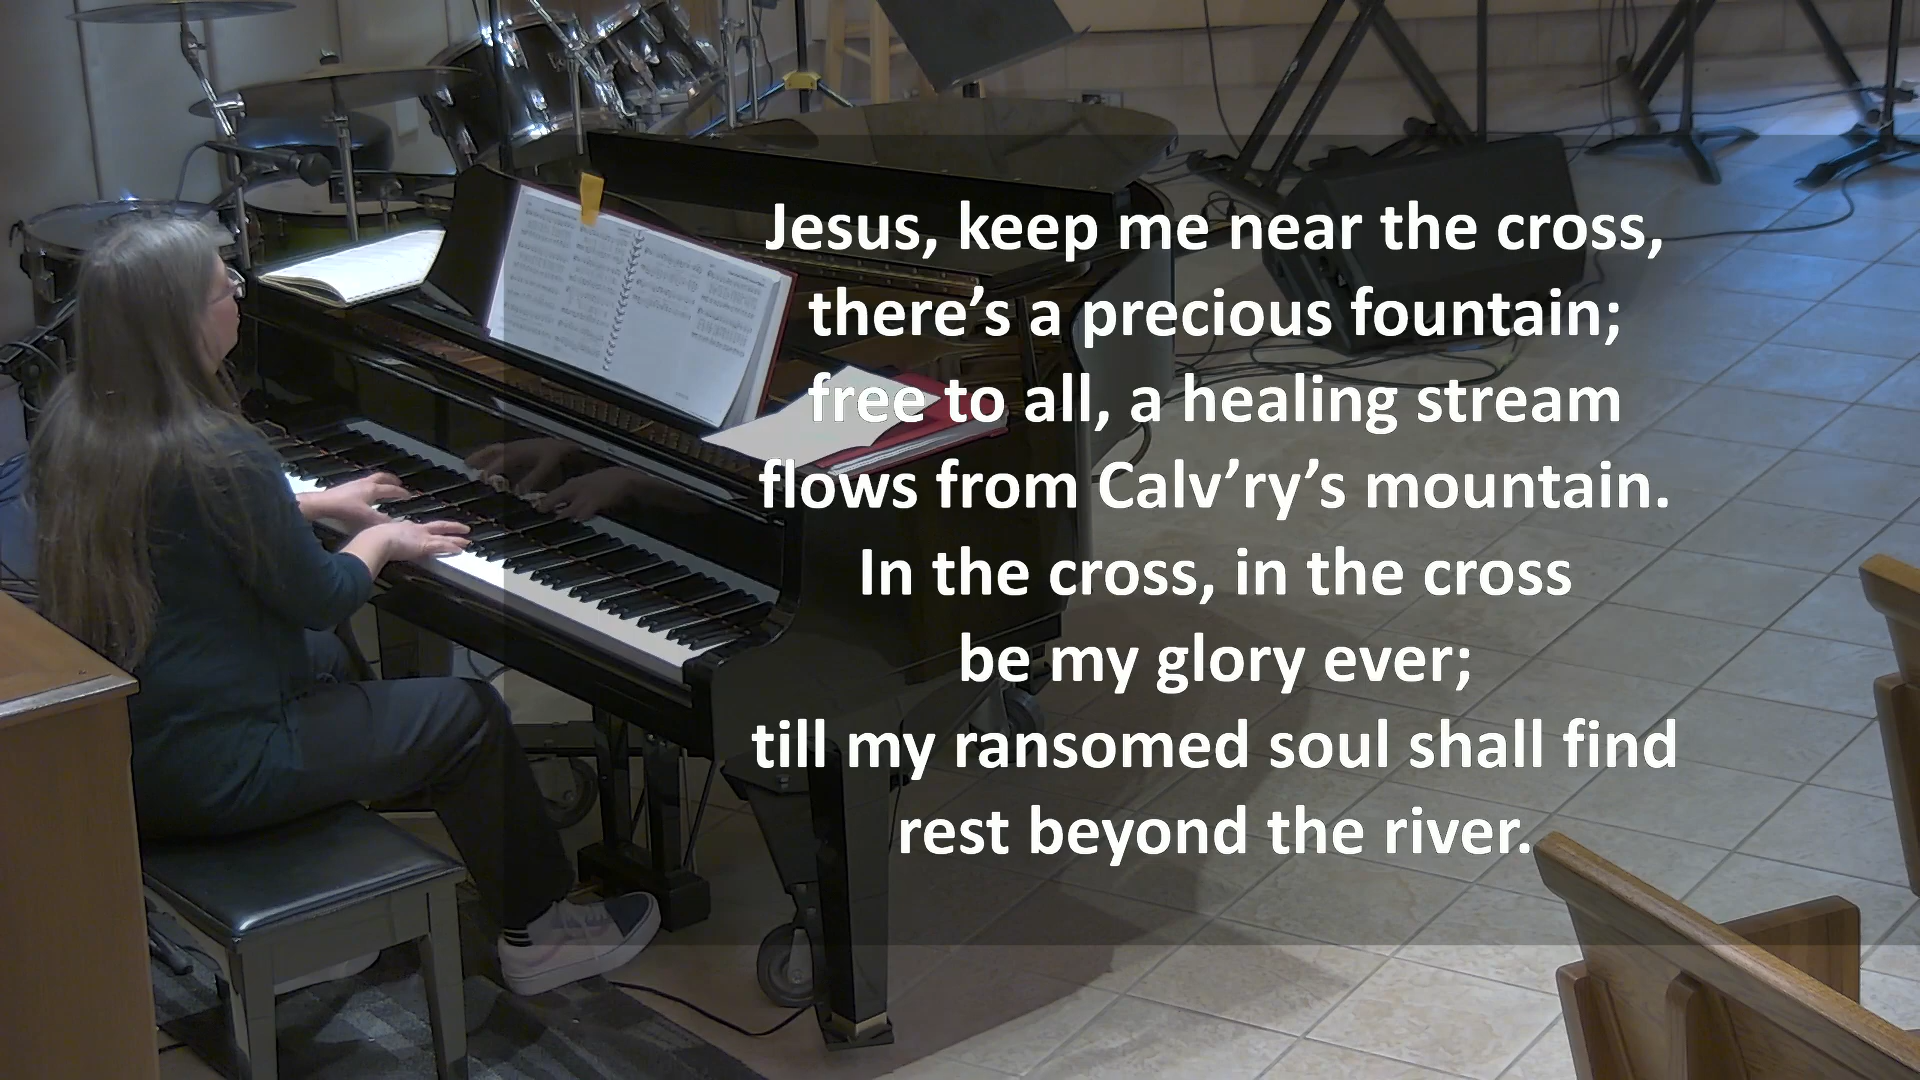 Jesus, keep me near the cross,
there’s a precious fountain;
free to all, a healing stream
flows from Calv’ry’s mountain.
In the cross, in the cross
be my glory ever;
till my ransomed soul shall find
rest beyond the river.